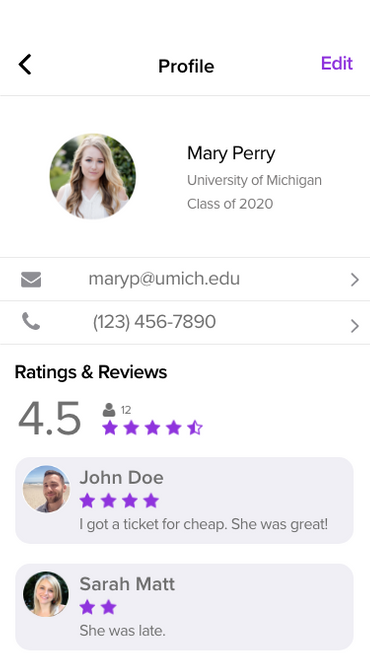 Profile
Edit
Mary Perry
University of Michigan
Class of 2020
maryp@umich.edu
(123) 456-7890
Ratings & Reviews
4.5
12
John Doe
I got a ticket for cheap. She was great!
Sarah Matt
She was late.